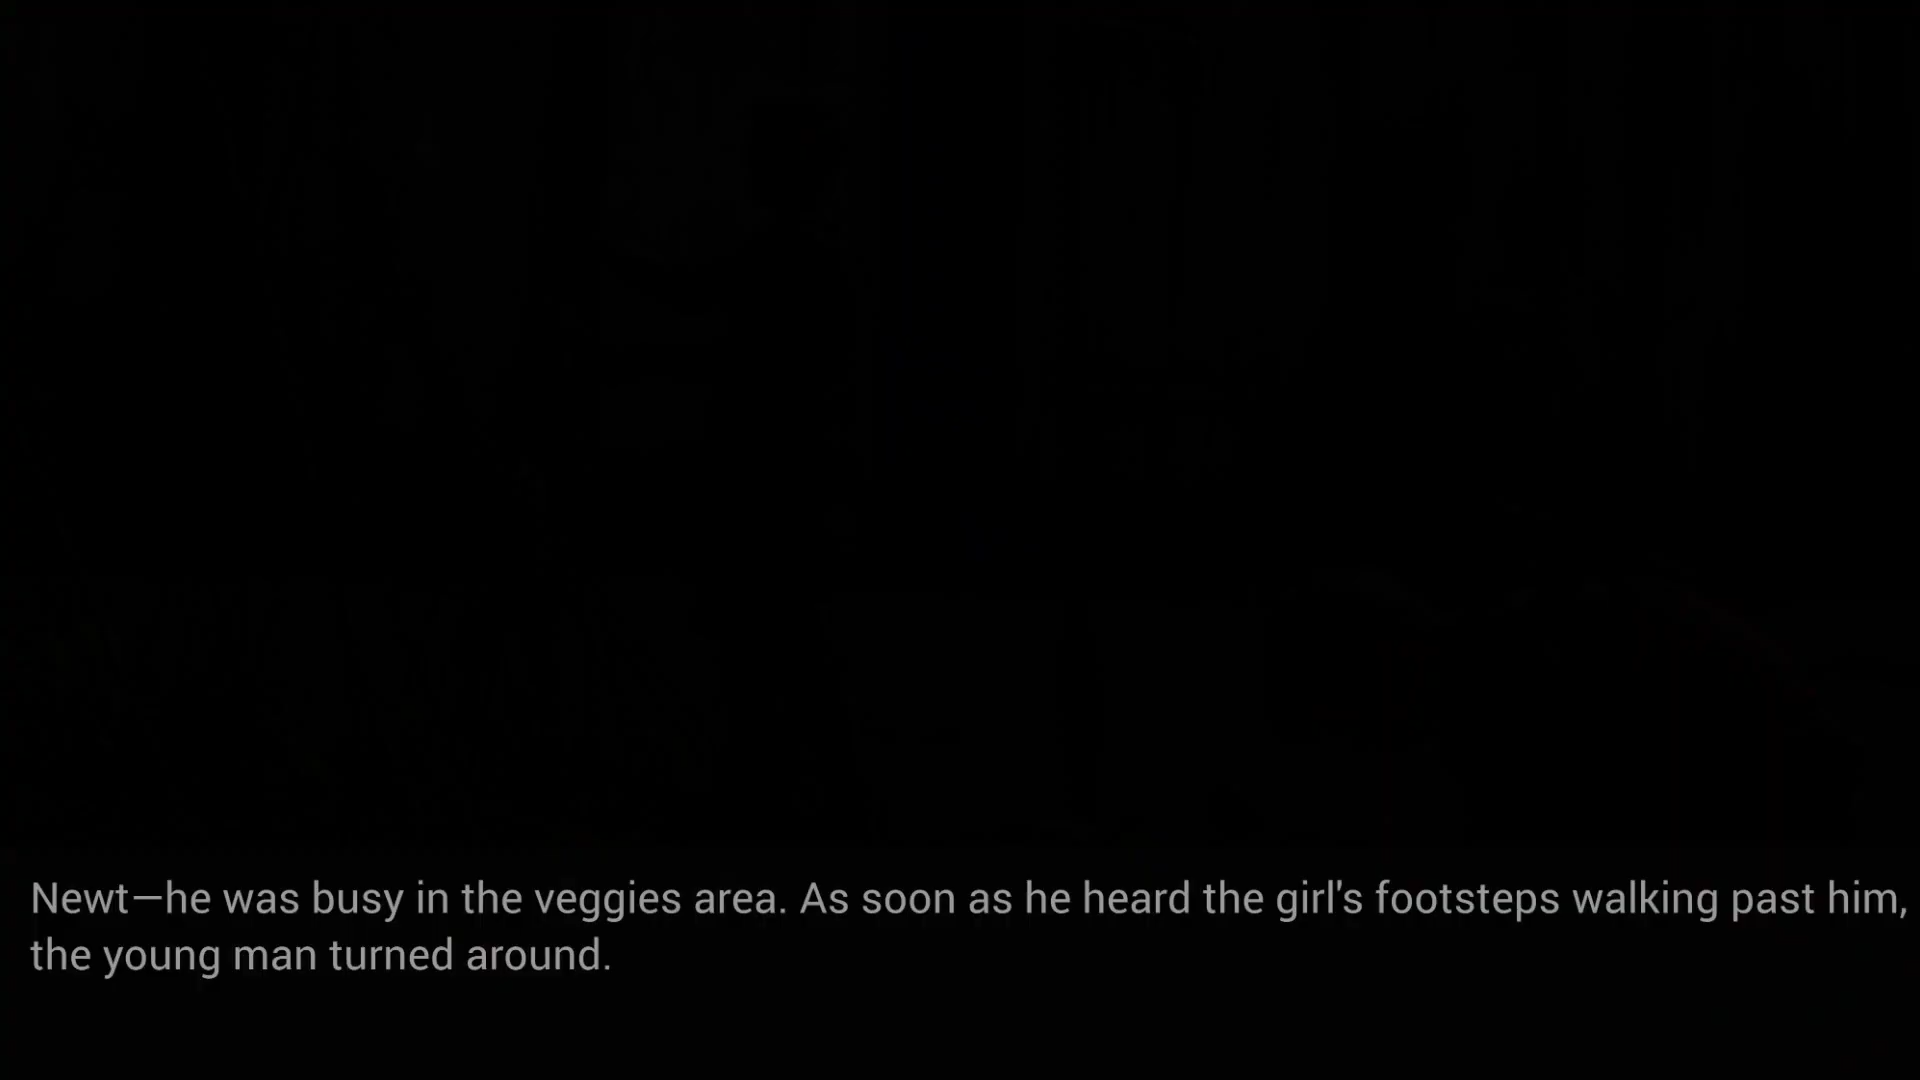 Newt—he was busy in the veggies area. As soon as he heard the girl's footsteps walking past him,
the young man turned around.